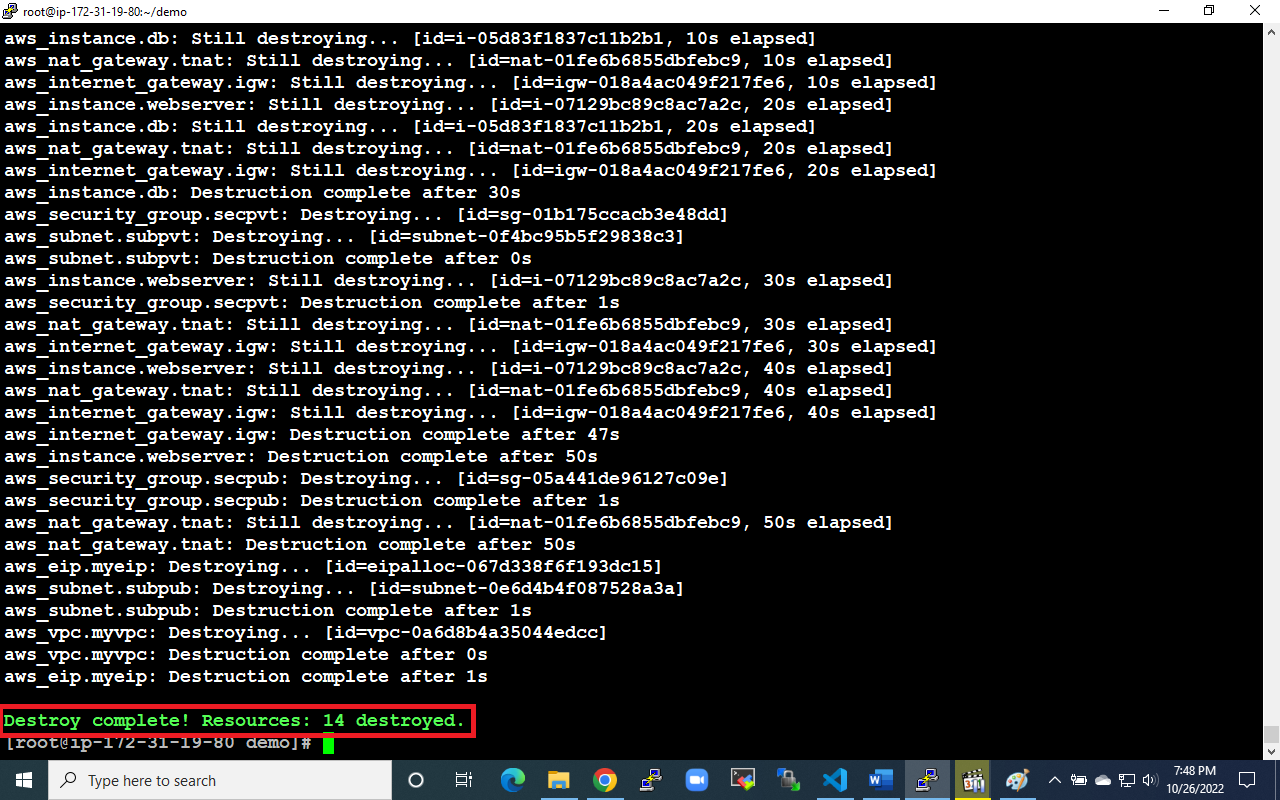 root@ip-172-31-19-80:~/demo
aws_instance.db: Still destroying... [id=i-05d83f1837c11b2b1, 10s elapsed]
aws_nat_gateway.tnat: Still destroying... [id=nat-01fe6b6855dbfebc9, 10s elapsed]
aws_internet_gateway.igw: Still destroying... [id=igw-018a4ac049f217fe6, 10s elapsed]
aws_instance.webserver: Still destroying... [id=i-07129bc89c8ac7a2c, 20s elapsed]
aws_instance.db: Still destroying... [id=i-05d83f1837c11b2b1, 20s elapsed]
aws_nat_gateway.tnat: Still destroying... [id=nat-01fe6b6855dbfebc9, 20s elapsed]
aws_internet_gateway.igw: Still destroying... [id=igw-018a4ac049f217fe6, 20s elapsed]
aws_instance.db: Destruction complete after 30s
aws_security_group.secpvt: Destroying... [id=sg-01b175ccacb3e48dd]
aws_subnet.subpvt: Destroying... [id=subnet-0f4bc95b5f29838c3]
aws_subnet.subpvt: Destruction complete after 0s
aws_instance.webserver: Still destroying... [id=i-07129bc89c8ac7a2c, 30s elapsed]
aws_security_group.secpvt: Destruction complete after 1s
aws_nat_gateway.tnat: Still destroying... [id=nat-01fe6b6855dbfebc9, 30s elapsed]
aws_internet_gateway.igw: Still destroying... [id=igw-018a4ac049f217fe6, 30s elapsed]
aws_instance.webserver: Still destroying... [id=i-07129bc89c8ac7a2c, 40s elapsed]
aws_nat_gateway.tnat: Still destroying... [id=nat-01fe6b6855dbfebc9, 40s elapsed]
aws_internet_gateway.igw: Still destroying... [id=igw-018a4ac049f217fe6, 40s elapsed]
aws_internet_gateway.igw: Destruction complete after 47s
aws_instance.webserver: Destruction complete after 50s
aws_security_group.secpub: Destroying... [id=sg-05a441de96127c09e]
aws_security_group.secpub: Destruction complete after 1s
aws_nat_gateway.tnat: Still destroying... [id=nat-01fe6b6855dbfebc9, 50s elapsed]
aws_nat_gateway.tnat: Destruction complete after 50s
aws_eip.myeip: Destroying... [id=eipalloc-067d338f6f193dc15]
aws_subnet.subpub: Destroying... [id=subnet-0e6d4b4f087528a3a]
aws_subnet.subpub: Destruction complete after 1s
aws_vpc.myvpc: Destroying... [id=vpc-0a6d8b4a35044edcc]
aws_vpc.myvpc: Destruction complete after 0s
aws_eip.myeip: Destruction complete after 1s
Destroy complete! Resources: 14 destroyed.
[root@ip-172-31-19-80 demo]#
Type here to search
7:48 PM
10/26/2022